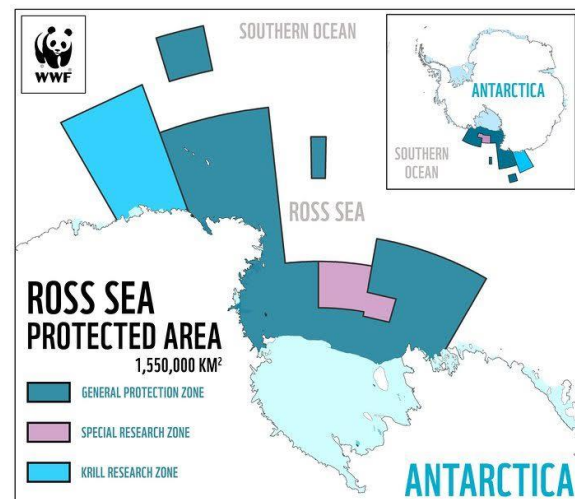 WWF
SOUTHERN OCEAN
ANTARCTICA
SOUTHERN
OCEAN
ROSS SEA
ROSS SEA
PROTECTED AREA
1,550,000 KM²
GENERAL PROTECTION ZONE
SPECIAL RESEARCH ZONE
KRILL RESEARCH ZONE
ANTARCTICA